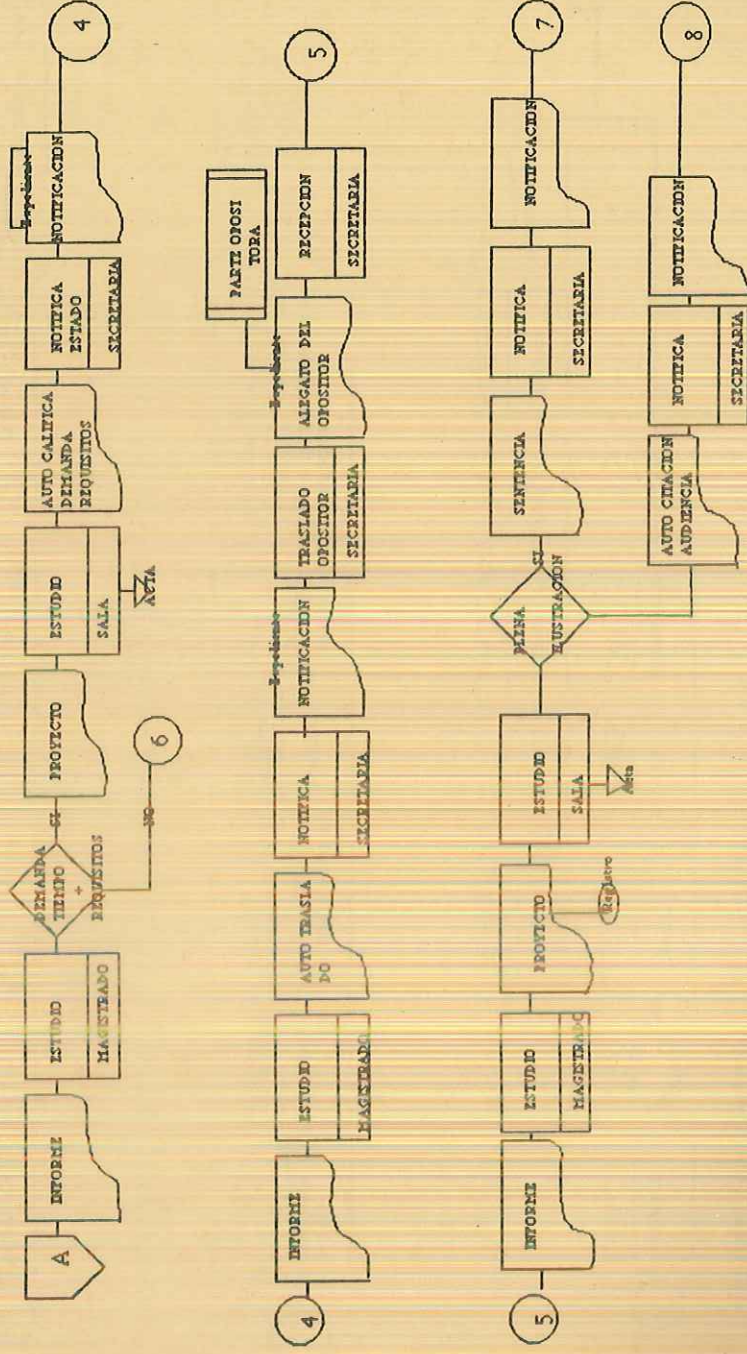 A
INFORME
ESTUDIO
MAGISTRADO
DEMANDA
TIEMPO
+
REQUISITOS
SI
NO
6
PROYECTO
ESTUDIO
SALA
ACTA
AUTO CALIFICA
DEMANDA
REQUISITOS
NOTIFICA
ESTADO
SECRETARIA
Expediente
NOTIFICACION
4
4
INFORME
ESTUDIO
MAGISTRADO
AUTO TRASLA
DO
NOTIFICA
SECRETARIA
Expediente
NOTIFICACION
TRASLADO
OPOSITOR
SECRETARIA
Expediente
ALEGATO DEL
OPOSITOR
PARTE OPOSI
TORA
RECEPCION
SECRETARIA
5
5
INFORME
ESTUDIO
MAGISTRADO
PROYECTO
Registro
ESTUDIO
SALA
Acta
PLENA
ILUSTRACION
SI
SENTENCIA
NOTIFICA
SECRETARIA
NOTIFICACION
7
AUTO CITACION
AUDIENCIA
NOTIFICA
SECRETARIA
NOTIFICACION
8